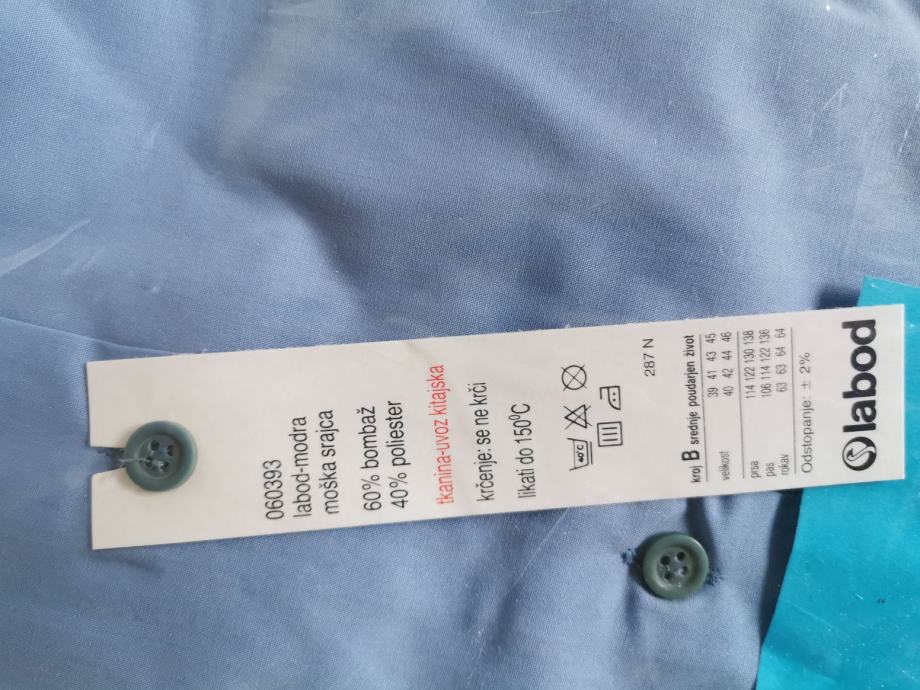 060393
labod-modra
moška srajca
60% bombaž
40% poliester
tkanina-uvoz kitajska
krčenje: se ne krči
likati do 150°C
40°C
287 N
kroj B srednje poudarjen život
velikost 39 41 43 45
40 42 44 46
prsa 114 122 130 138
pas 106 114 122 136
rokav 63 63 64 64
Odstopanje: ± 2%
labod